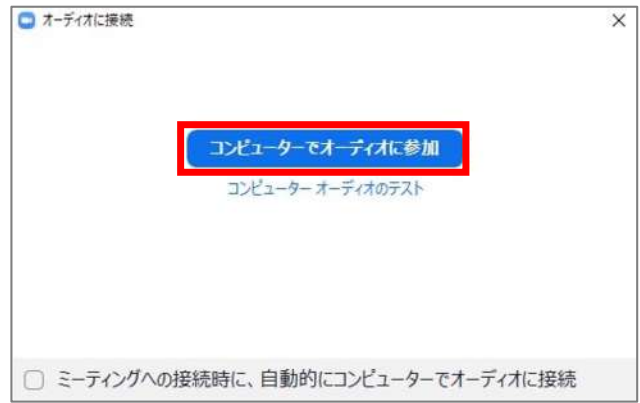 オーディオに接続
コンピューターでオーディオに参加
コンピューター オーディオのテスト
ミーティングへの接続時に、自動的にコンピューターでオーディオに接続